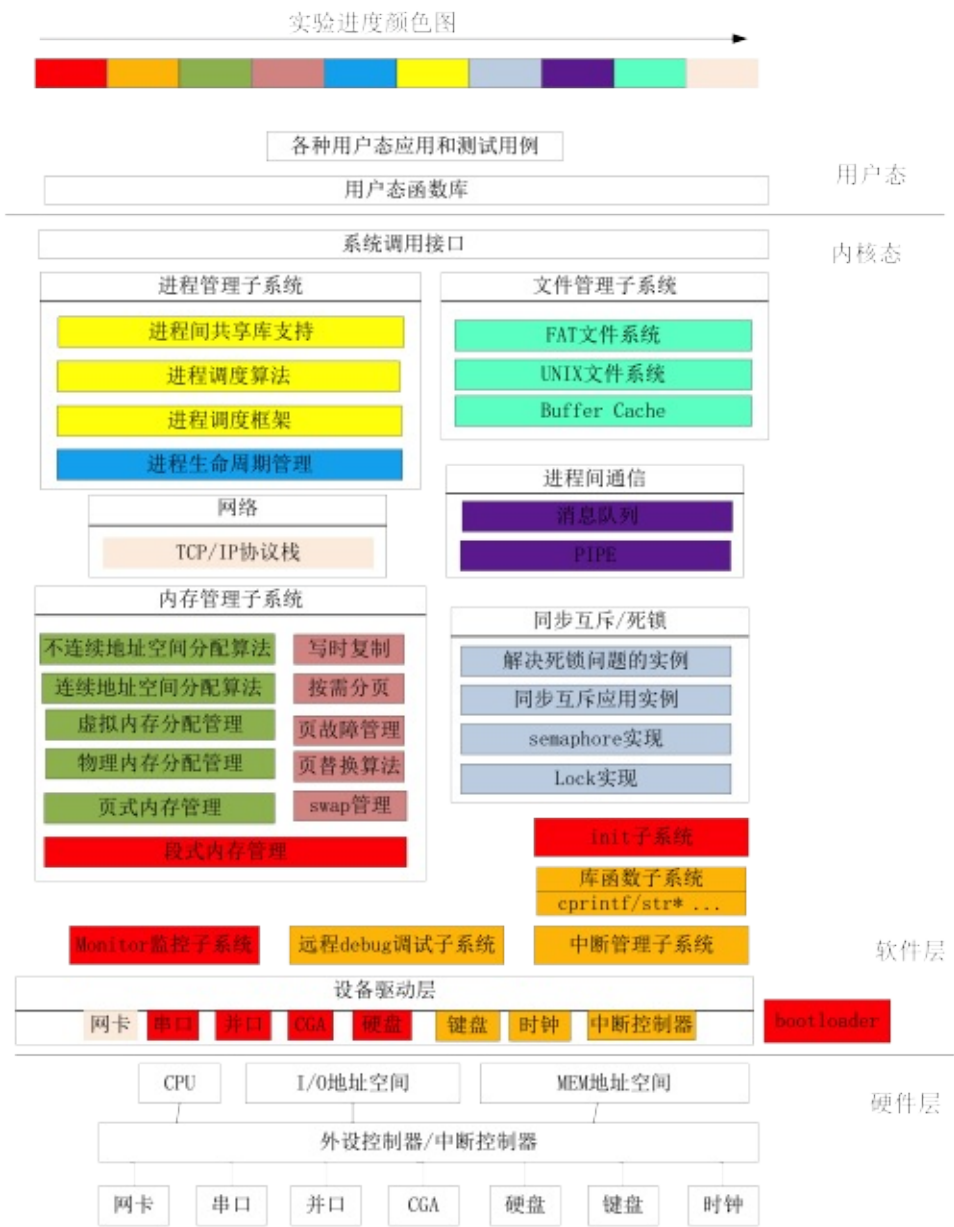 实验进度颜色图
各种用户态应用和测试用例
用户态函数库
用户态
系统调用接口
内核态
进程管理子系统
进程间共享库支持
进程调度算法
进程调度框架
进程生命周期管理
文件管理子系统
FAT文件系统
UNIX文件系统
Buffer Cache
网络
TCP/IP协议栈
进程间通信
消息队列
PIPE
内存管理子系统
不连续地址空间分配算法
连续地址空间分配算法
虚拟内存分配管理
物理内存分配管理
页式内存管理
写时复制
按需分页
页故障管理
页替换算法
swap管理
段式内存管理
同步互斥/死锁
解决死锁问题的实例
同步互斥应用实例
semaphore实现
Lock实现
init子系统
库函数子系统
cprintf/str* ...
Monitor监控子系统
远程debug调试子系统
中断管理子系统
软件层
设备驱动层
网卡
串口
并口
CGA
硬盘
键盘
时钟
中断控制器
bootloader
CPU
I/O地址空间
MEM地址空间
硬件层
外设控制器/中断控制器
网卡
串口
并口
CGA
硬盘
键盘
时钟